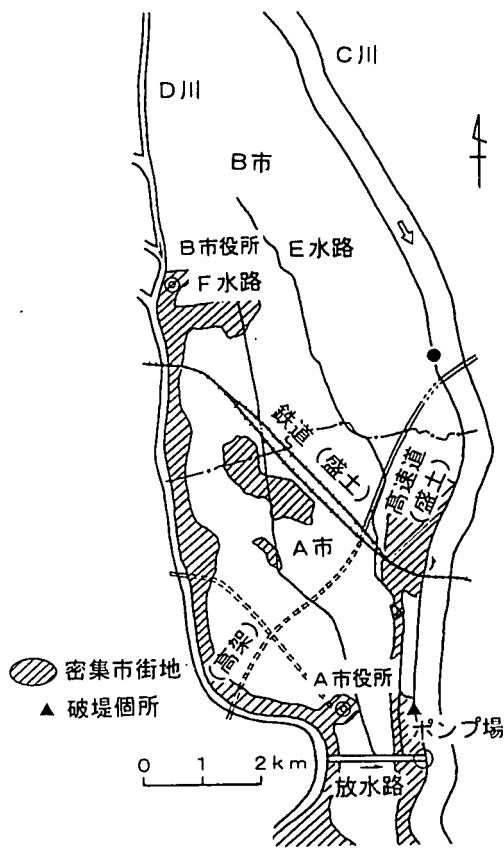 C川
D川
B市
B市役所
E水路
F水路
鉄道(盛土)
高速道(盛土)
A市
(高架)
A市役所
密集市街地
▲ 破堤個所
ポンプ場
0 1 2km
放水路